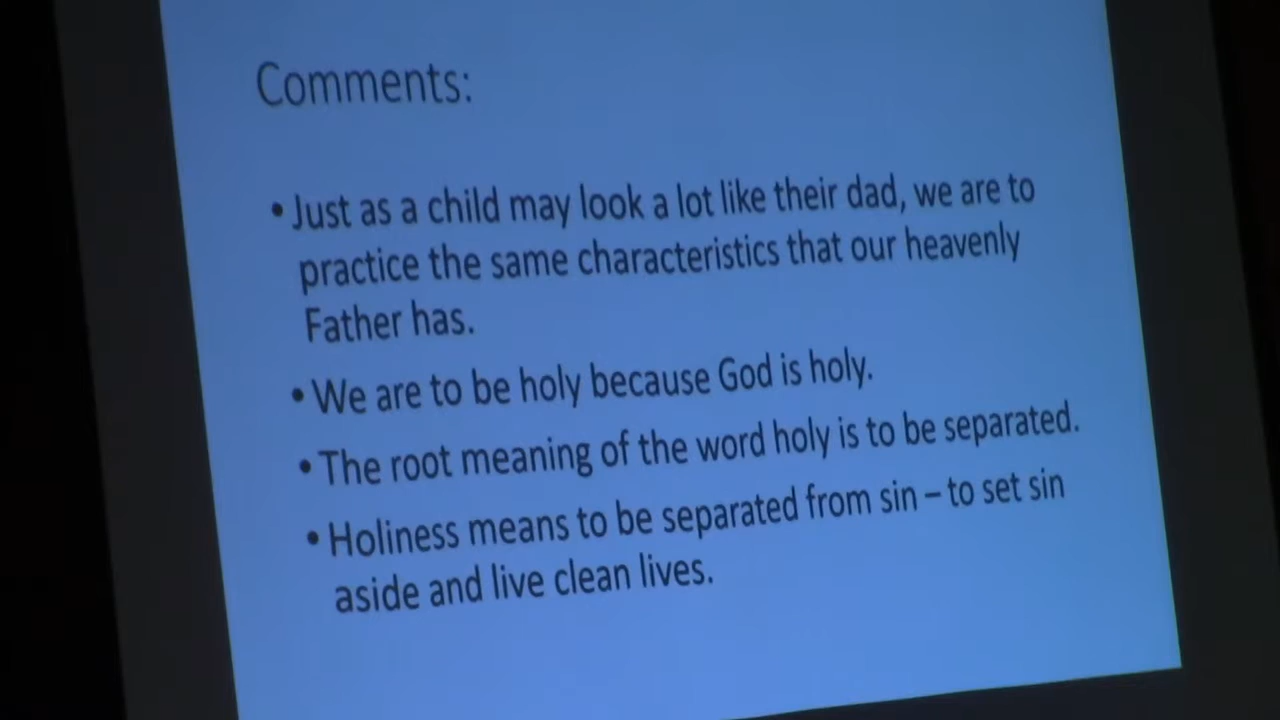 Comments:
• Just as a child may look a lot like their dad, we are to
practice the same characteristics that our heavenly
Father has.
• We are to be holy because God is holy.
• The root meaning of the word holy is to be separated.
• Holiness means to be separated from sin – to set sin
aside and live clean lives.